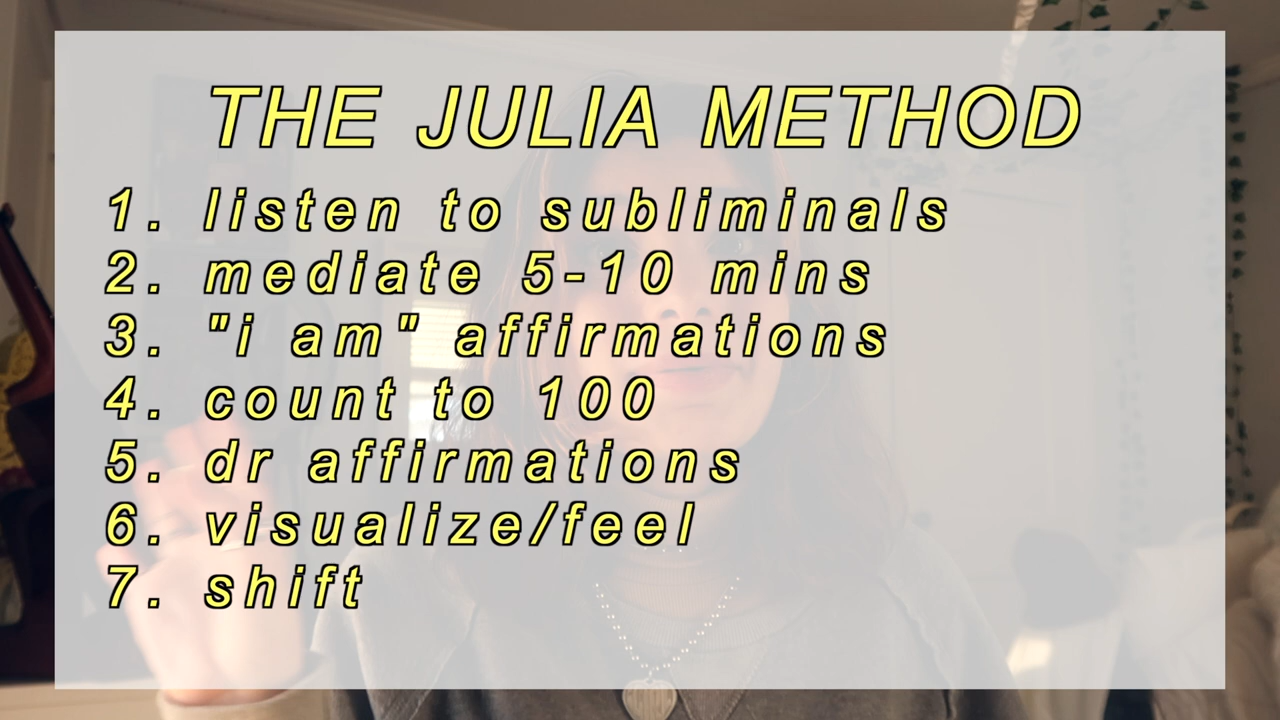 THE JULIA METHOD
1. listen to subliminals
2. mediate 5-10 mins
3. "i am" affirmations
4. count to 100
5. dr affirmations
6. visualize/feel
7. shift